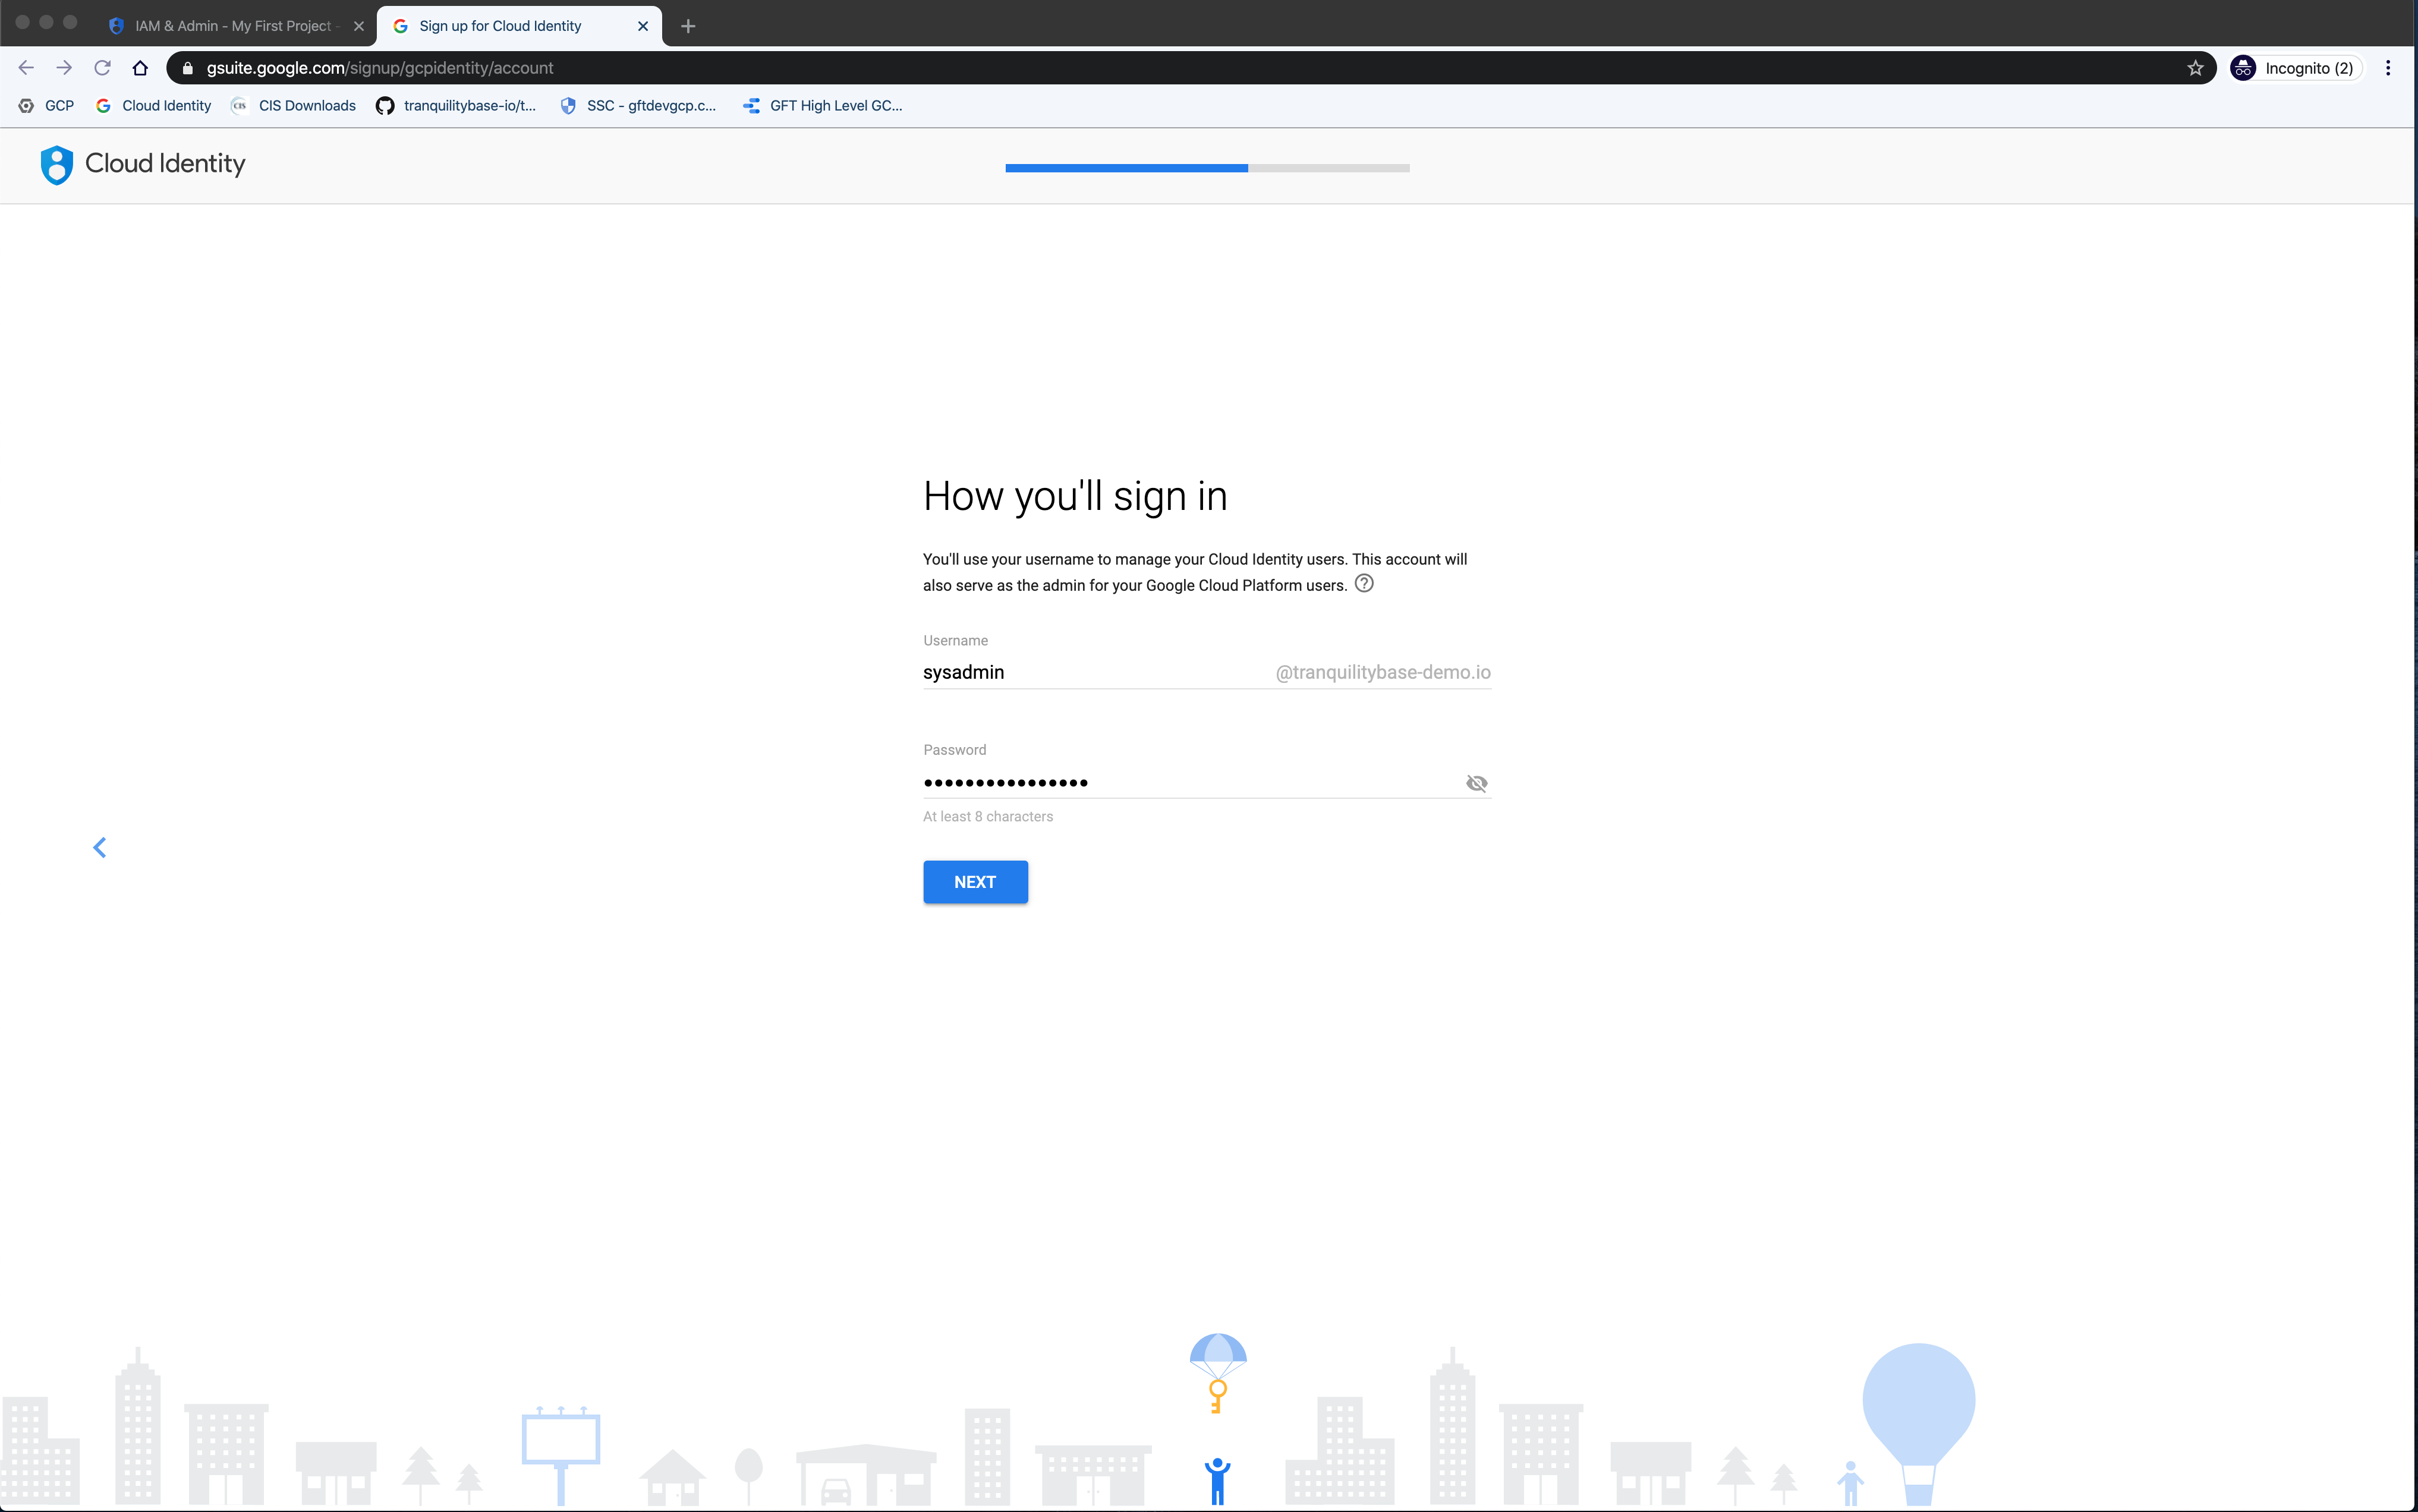 IAM & Admin - My First Project -
Sign up for Cloud Identity
gsuite.google.com/signup/gcpidentity/account
Incognito (2)
GCP
Cloud Identity
CIS
CIS Downloads
tranquilitybase-io/t...
SSC - gftdevgcp.c...
GFT High Level GC...
Cloud Identity
How you'll sign in
You'll use your username to manage your Cloud Identity users. This account will
also serve as the admin for your Google Cloud Platform users. ?
Username
sysadmin @tranquilitybase-demo.io
Password
••••••••••••••••
At least 8 characters
NEXT